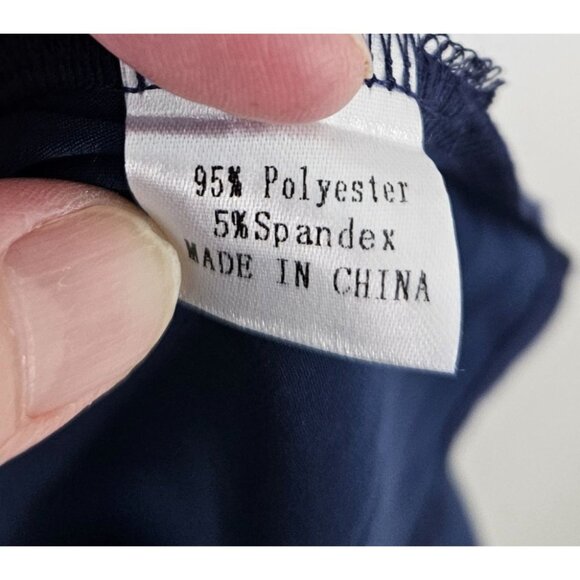 95% Polyester
5%Spandex
MADE IN CHINA